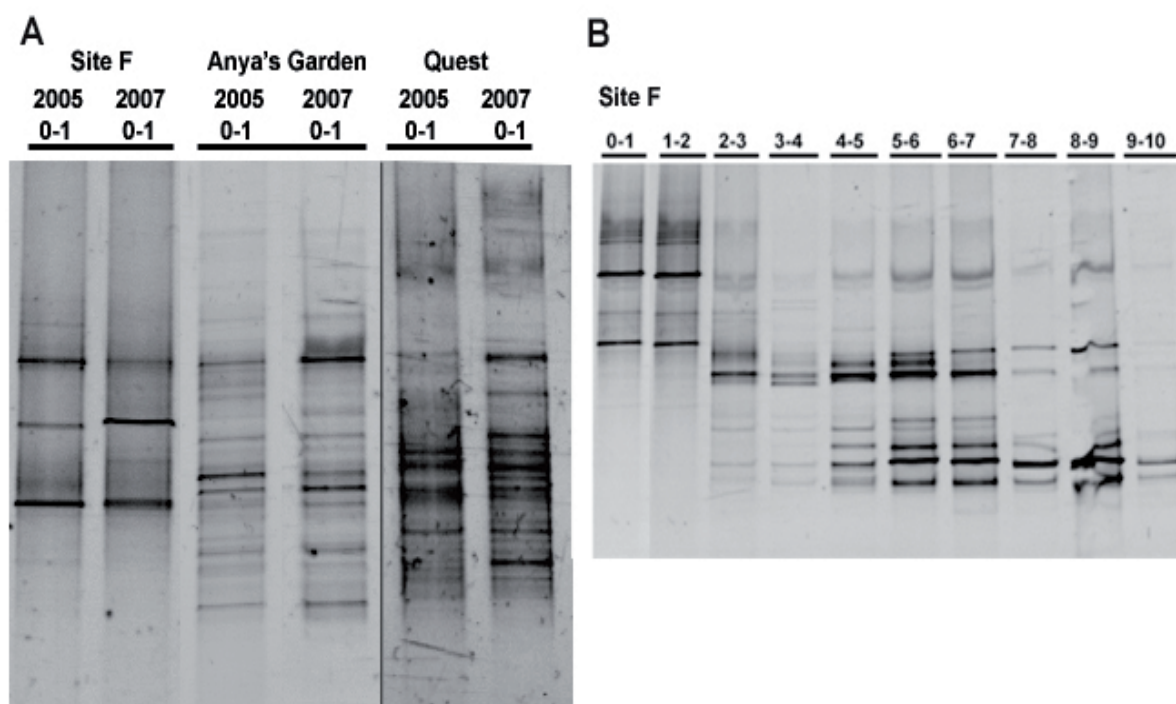 A
Site F Anya's Garden Quest
2005 2007 2005 2007 2005 2007
0-1 0-1 0-1 0-1 0-1 0-1
B
Site F
0-1 1-2 2-3 3-4 4-5 5-6 6-7 7-8 8-9 9-10